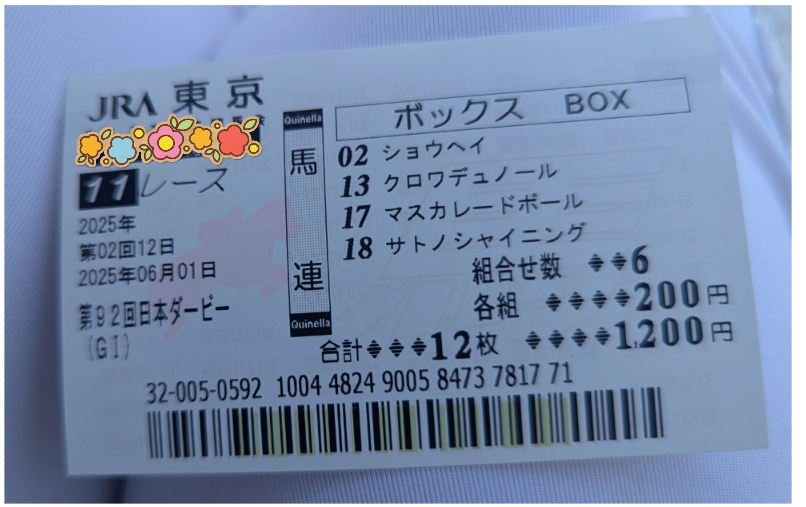 JRA 東京
11レース
2025年
第02回12日
2025年06月01日
第92回日本ダービー
(GI)
Quinella
馬連
Quinella
ボックス BOX
02 ショウヘイ
13 クロワデュノール
17 マスカレードボール
18 サトノシャイニング
組合せ数 ◆◆6
各組 ◆◆◆◆200円
合計◆◆◆12枚 ◆◆◆◆1,200円
32-005-0592 1004 4824 9005 8473 7817 71